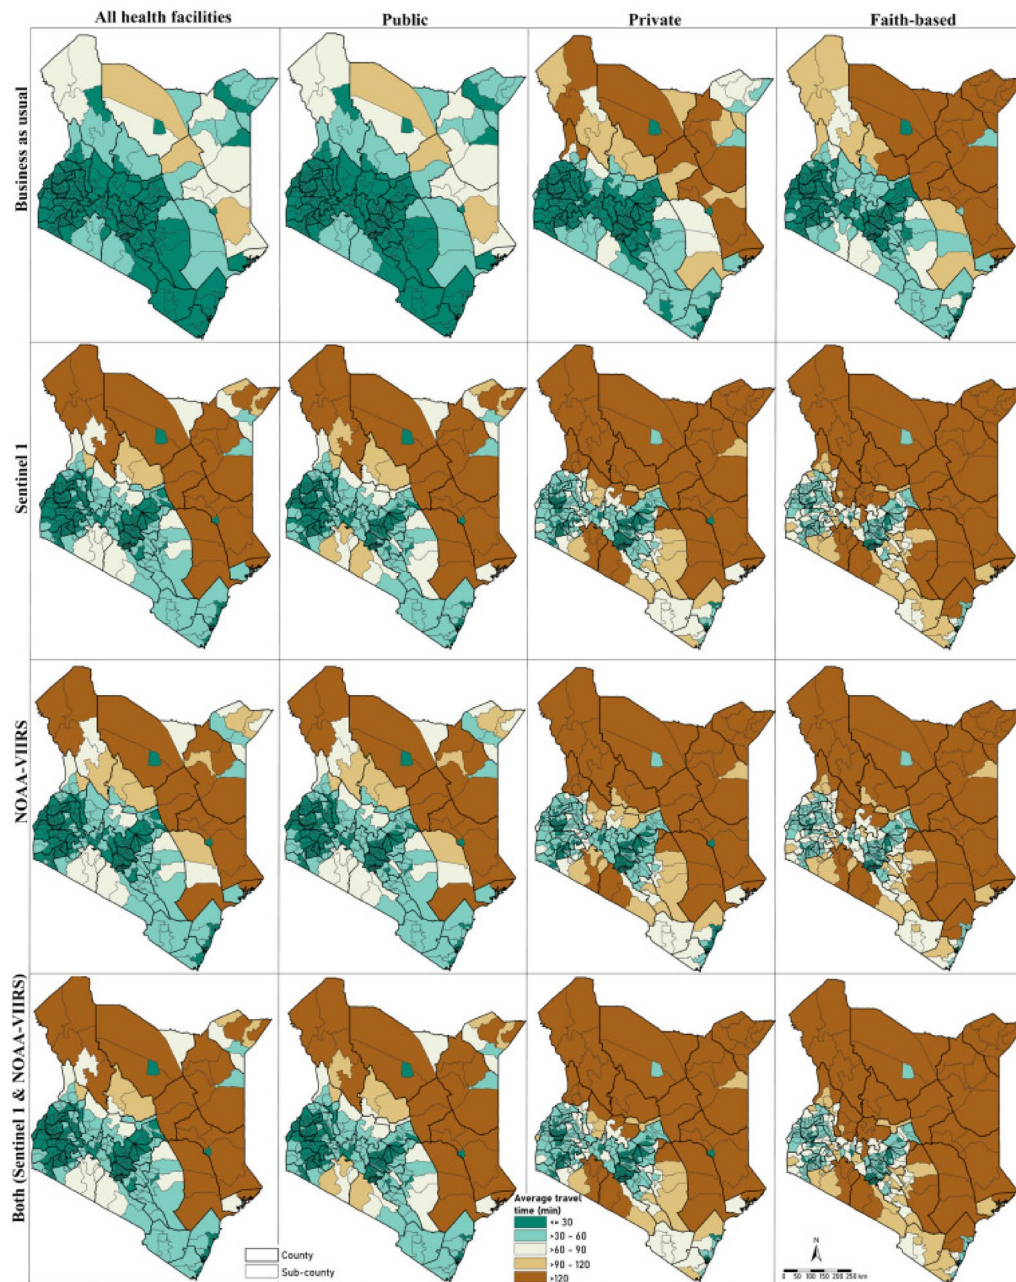 All health facilities
Public
Private
Faith-based
Business as usual
Sentinel 1
NOAA-VIIRS
Both (Sentinel 1 & NOAA-VIIRS)
County
Sub-county
Average travel
time (min)
<= 30
>30 - 60
>60 - 90
>90 - 120
>120
N
0 50 100 150 200 250 km